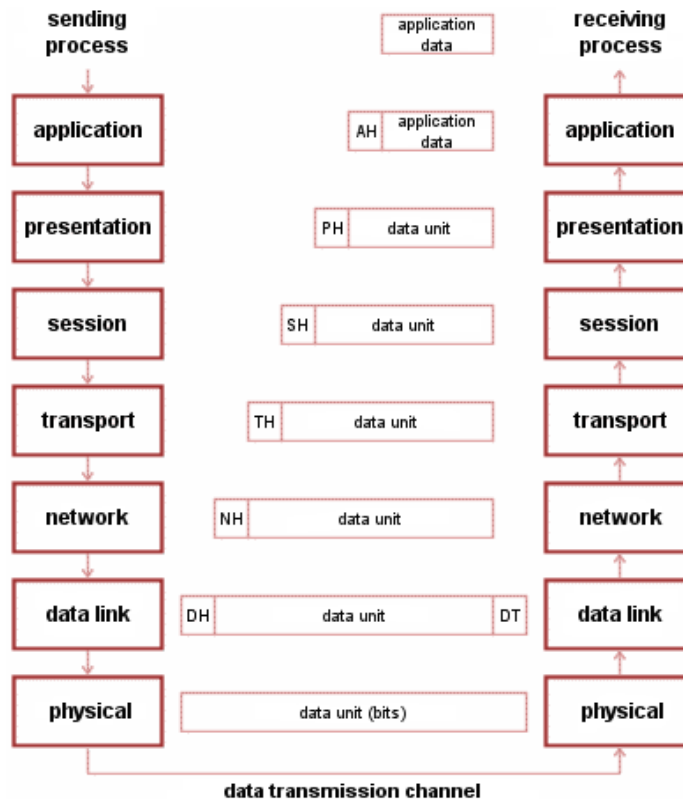 sending
process
application
data
receiving
process
application
AH
application
data
application
presentation
PH
data unit
presentation
session
SH
data unit
session
transport
TH
data unit
transport
network
NH
data unit
network
data link
DH
data unit
DT
data link
physical
data unit (bits)
physical
data transmission channel